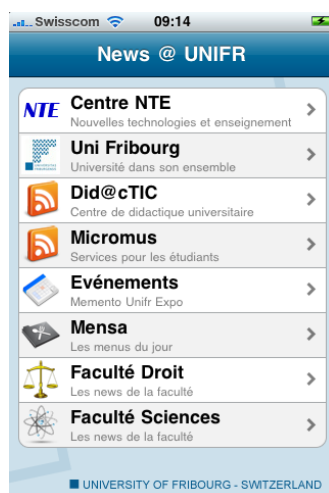 Swisscom 09:14
News @ UNIFR
NTE Centre NTE
Nouvelles technologies et enseignement
Uni Fribourg
Université dans son ensemble
Did@cTIC
Centre de didactique universitaire
Micromus
Services pour les étudiants
Evénements
Memento Unifr Expo
Mensa
Les menus du jour
Faculté Droit
Les news de la faculté
Faculté Sciences
Les news de la faculté
UNIVERSITY OF FRIBOURG - SWITZERLAND